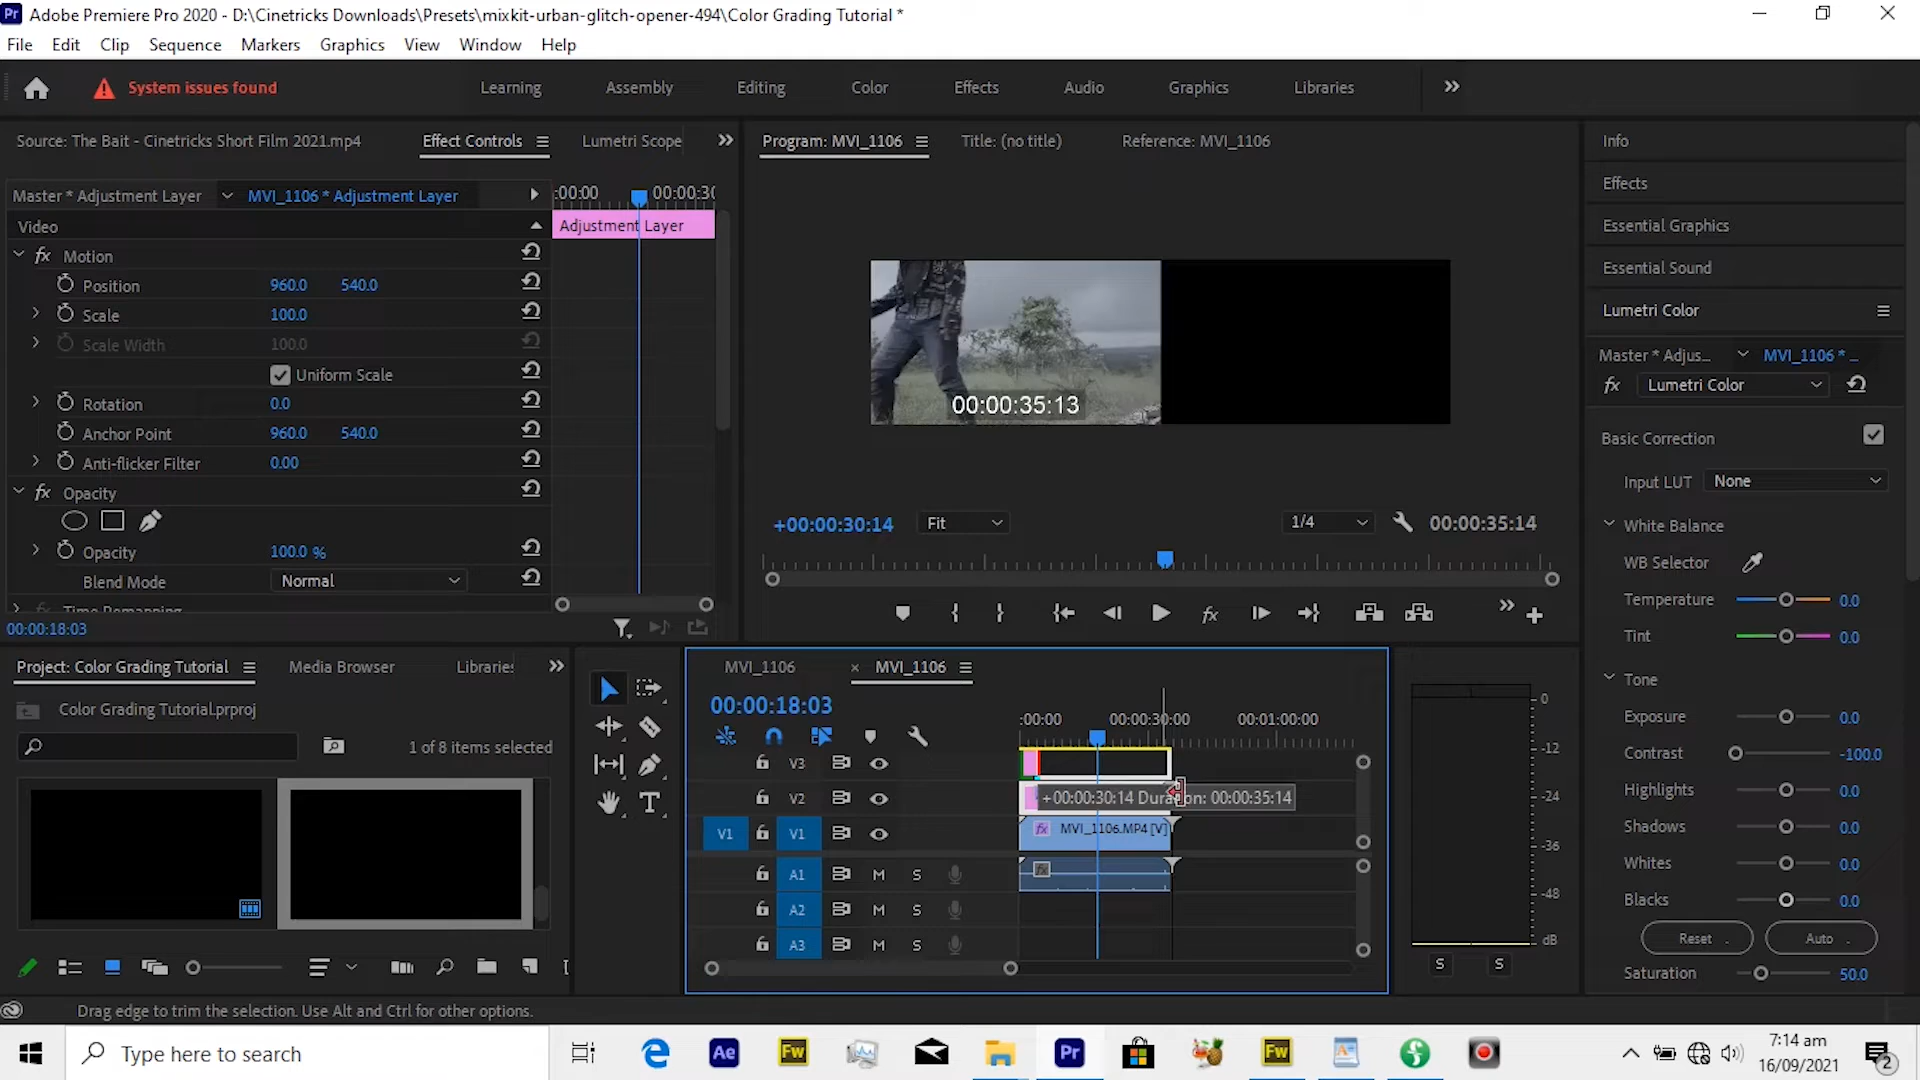 Adobe Premiere Pro 2020 - D:\Cinetricks Downloads\Presets\mixkit-urban-glitch-opener-494\Color Grading Tutorial *
File Edit Clip Sequence Markers Graphics View Window Help
System issues found Learning Assembly Editing Color Effects Audio Graphics Libraries
Source: The Bait - Cinetricks Short Film 2021.mp4 Effect Controls Lumetri Scope
Program: MVI_1106 Title: (no title) Reference: MVI_1106
Info
Effects
Essential Graphics
Essential Sound
Lumetri Color
Master * Adjustment Layer MVI_1106 * Adjustment Layer :00:00 00:00:30
Video Adjustment Layer
fx Motion
Position 960.0 540.0
Scale 100.0
Scale Width 100.0
Uniform Scale
Rotation 0.0
Anchor Point 960.0 540.0
Anti-flicker Filter 0.00
fx Opacity
Opacity 100.0 %
Blend Mode Normal
Time Remapping
00:00:18:03
00:00:35:13
+00:00:30:14 Fit 1/4 00:00:35:14
fx
Master * Adjus... MVI_1106 * ...
fx Lumetri Color
Basic Correction
Input LUT None
White Balance
WB Selector
Temperature 0.0
Tint 0.0
Tone
Exposure 0.0
Contrast -100.0
Highlights 0.0
Shadows 0.0
Whites 0.0
Blacks 0.0
Reset Auto
Saturation 50.0
Project: Color Grading Tutorial Media Browser Libraries
Color Grading Tutorial.prproj
1 of 8 items selected
T
MVI_1106 × MVI_1106
00:00:18:03
:00:00 00:00:30:00 00:01:00:00
V3
V2
+00:00:30:14 Duration: 00:00:35:14
V1 V1 fx MVI_1106.MP4 [V]
A1 M S fx
A2 M S
A3 M S
0
-12
-24
-36
-48
dB
S S
Drag edge to trim the selection. Use Alt and Ctrl for other options.
Type here to search
Ae Fw Pr Fw
7:14 am
16/09/2021
2